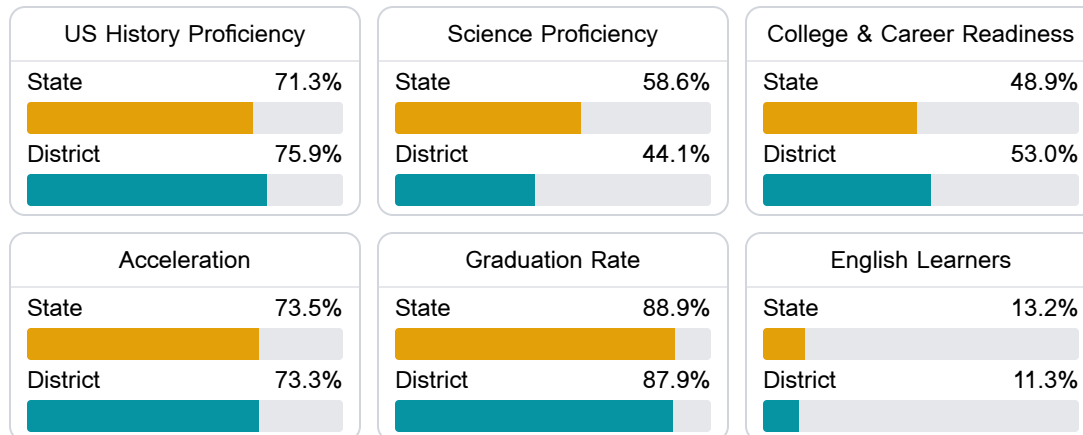 US History Proficiency
State 71.3%
District 75.9%
Science Proficiency
State 58.6%
District 44.1%
College & Career Readiness
State 48.9%
District 53.0%
Acceleration
State 73.5%
District 73.3%
Graduation Rate
State 88.9%
District 87.9%
English Learners
State 13.2%
District 11.3%